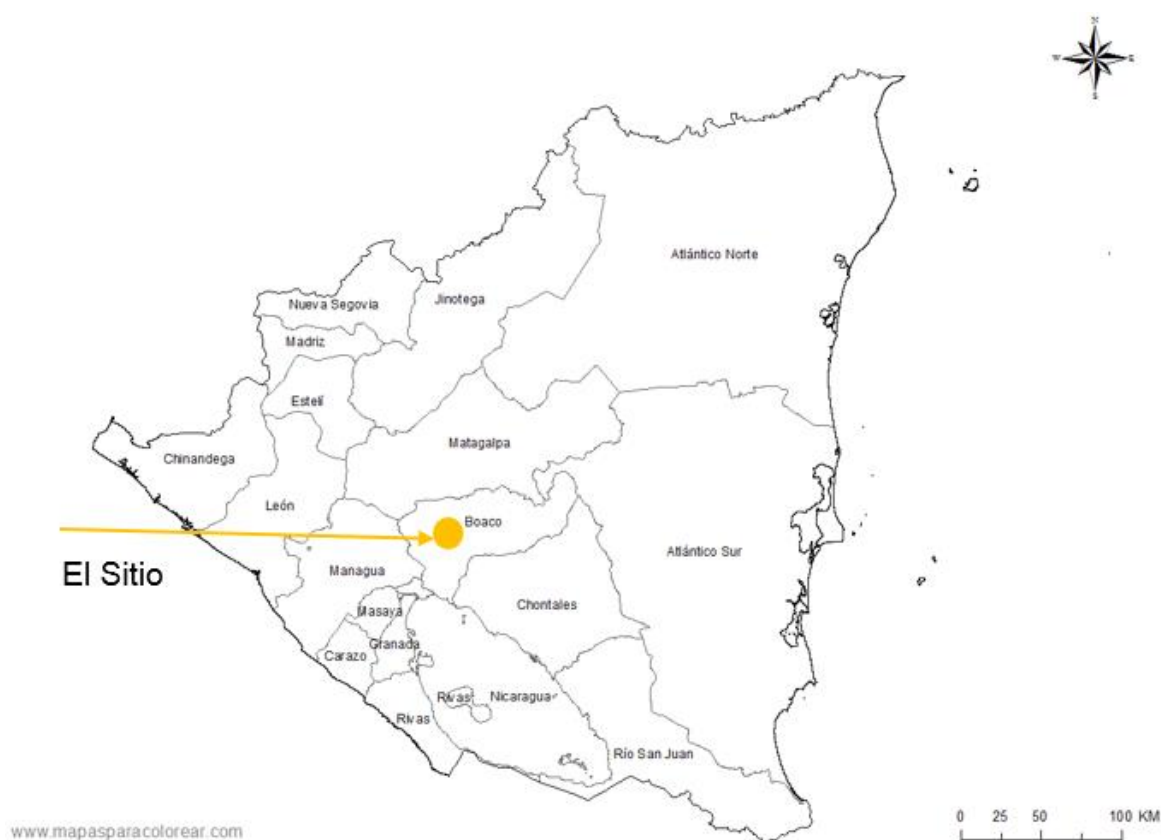 N
W E
S
Atlántico Norte
Jinotega
Nueva Segovia
Madriz
Estelí
Matagalpa
Chinandega
León
Boaco
Atlántico Sur
El Sitio
Managua
Chontales
Masaya
Granada
Carazo
Rivas
Nicaragua
Rivas
Río San Juan
www.mapasparacolorear.com
0 25 50 100 KM